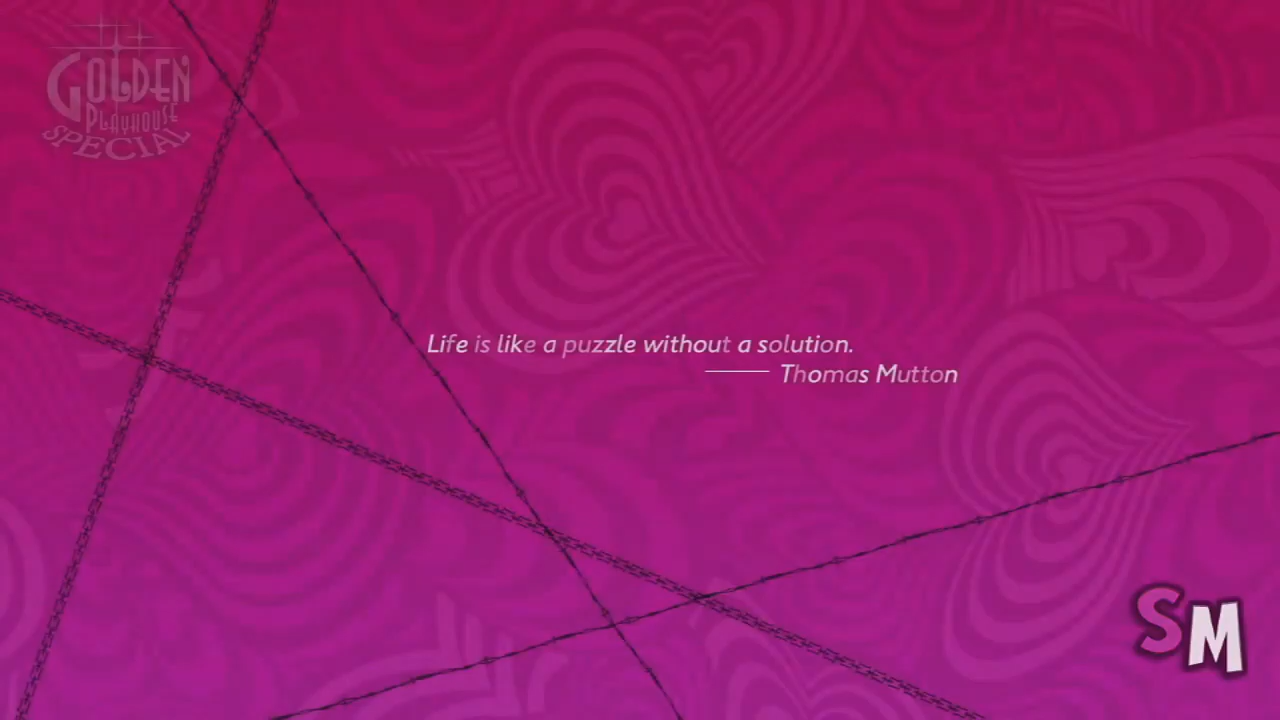 GOLDEN
PLAYHOUSE
SPECIAL
Life is like a puzzle without a solution.
Thomas Mutton
SM